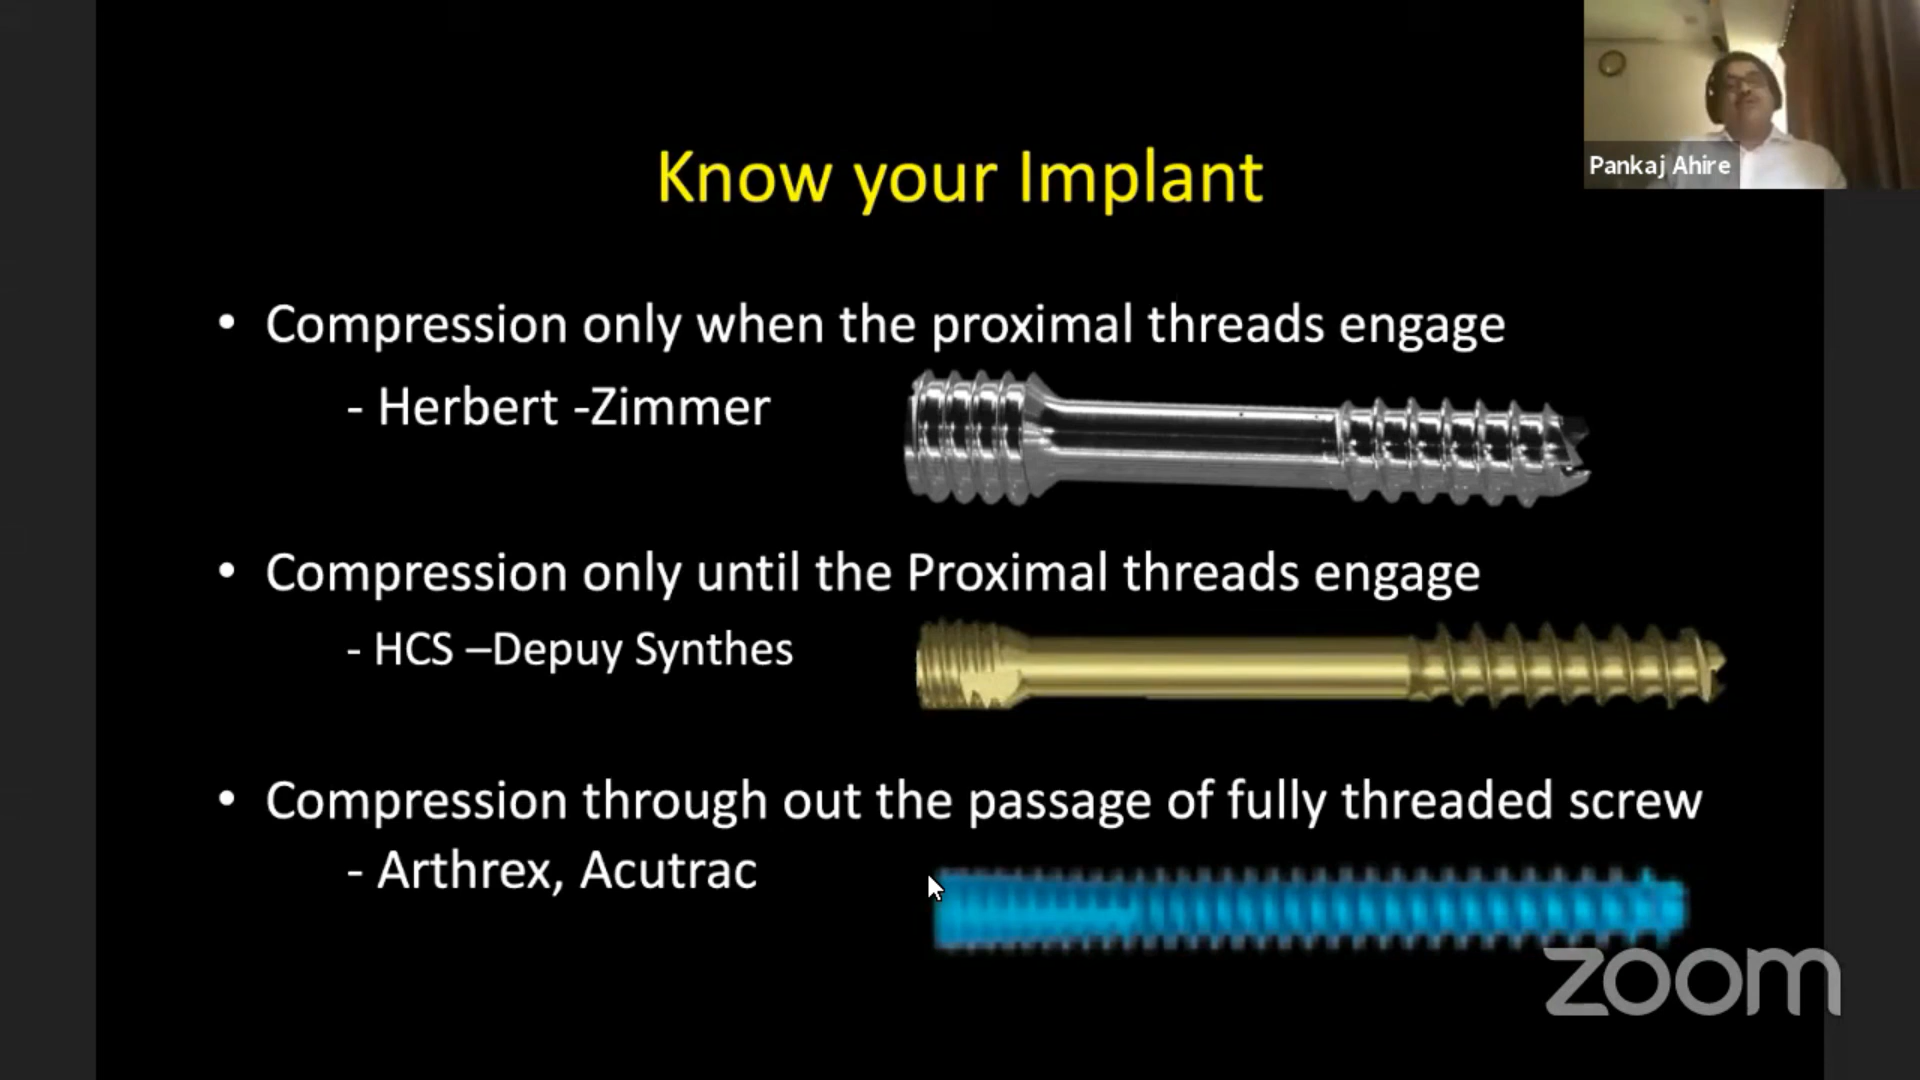 Pankaj Ahire
Know your Implant
• Compression only when the proximal threads engage
- Herbert -Zimmer
• Compression only until the Proximal threads engage
- HCS –Depuy Synthes
• Compression through out the passage of fully threaded screw
- Arthrex, Acutrac
zoom